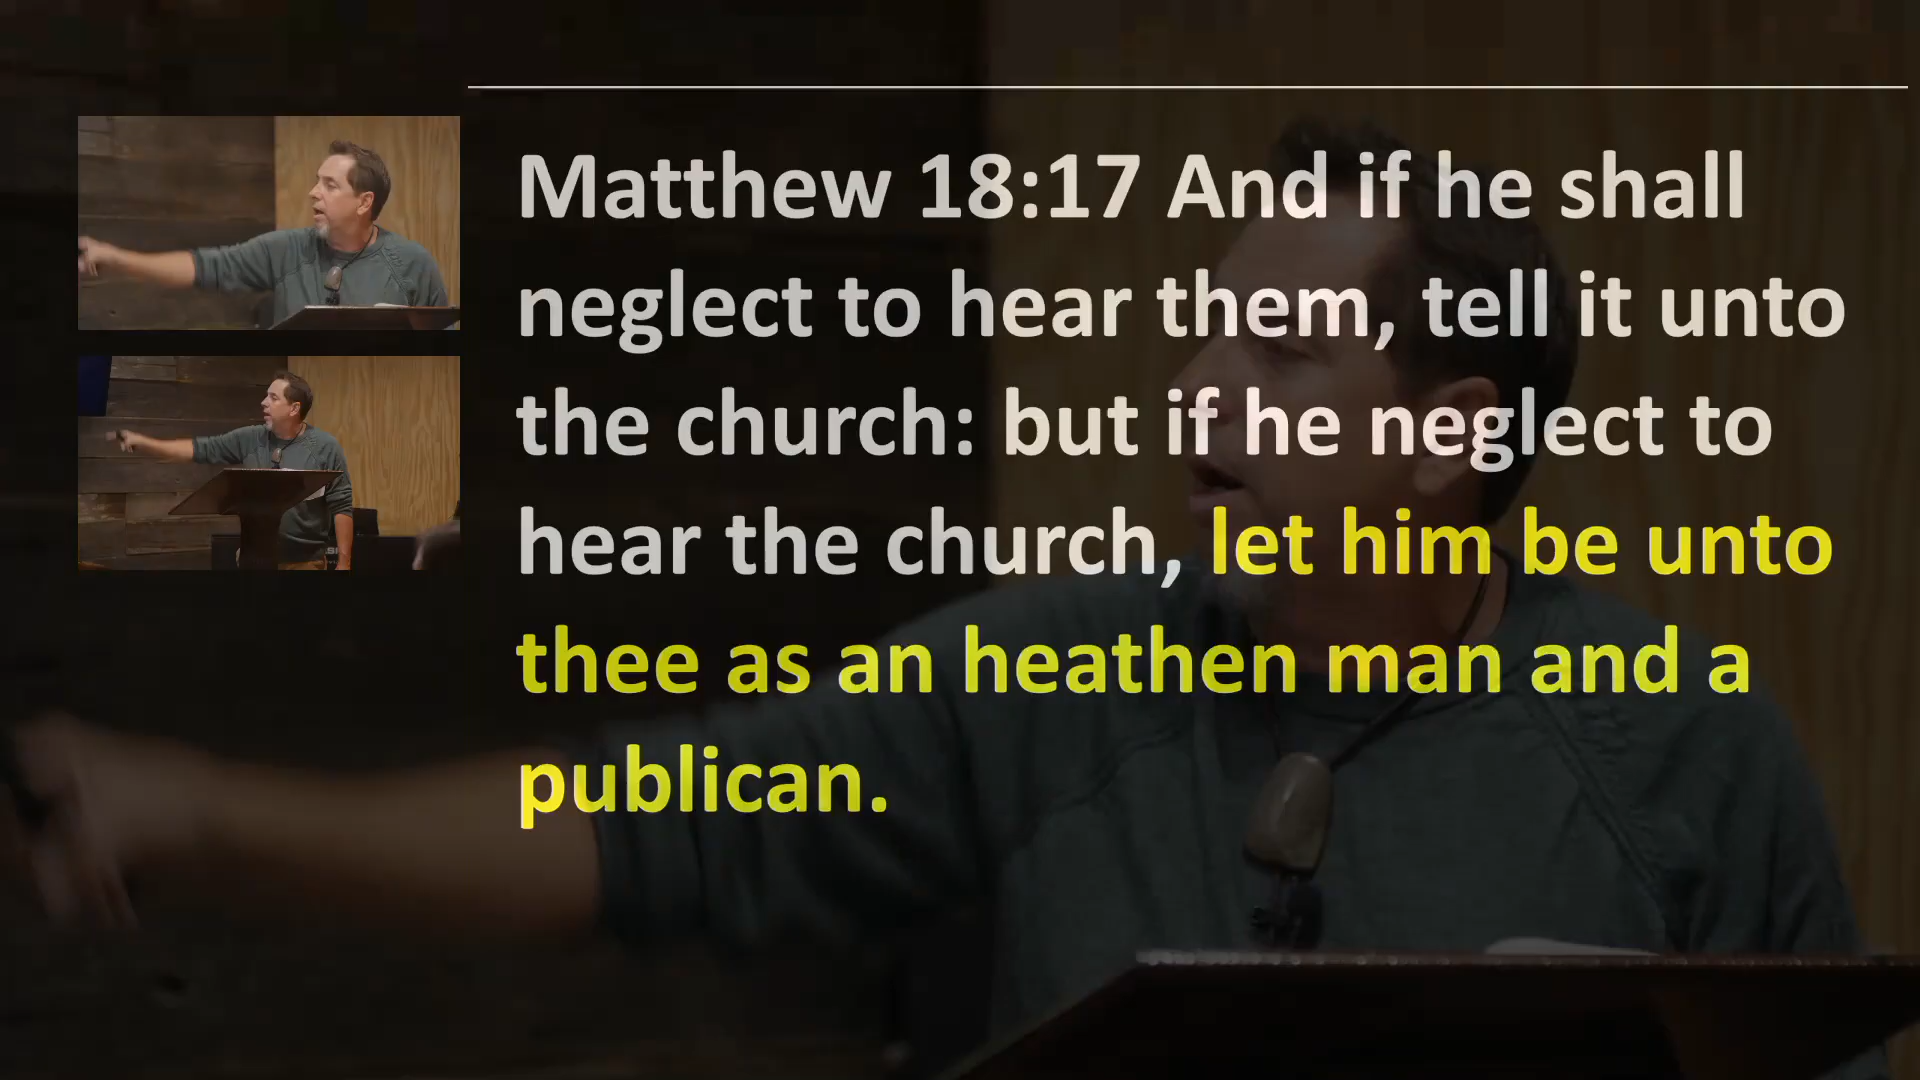 Matthew 18:17 And if he shall
neglect to hear them, tell it unto
the church: but if he neglect to
hear the church, let him be unto
thee as an heathen man and a
publican.